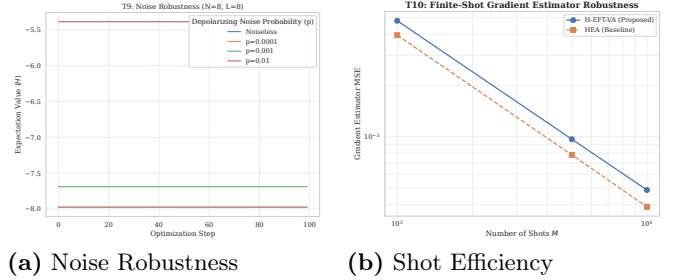 T9: Noise Robustness (N=8, L=8)
Depolarizing Noise Probability (p)
Noiseless
p=0.0001
p=0.001
p=0.01
Expectation Value ⟨H⟩
−5.5
−6.0
−6.5
−7.0
−7.5
−8.0
0 20 40 60 80 100
Optimization Step
(a) Noise Robustness
T10: Finite-Shot Gradient Estimator Robustness
H-EFT-VA (Proposed)
HEA (Baseline)
Gradient Estimator MSE
10⁻³
10³ 10⁴
Number of Shots M
(b) Shot Efficiency